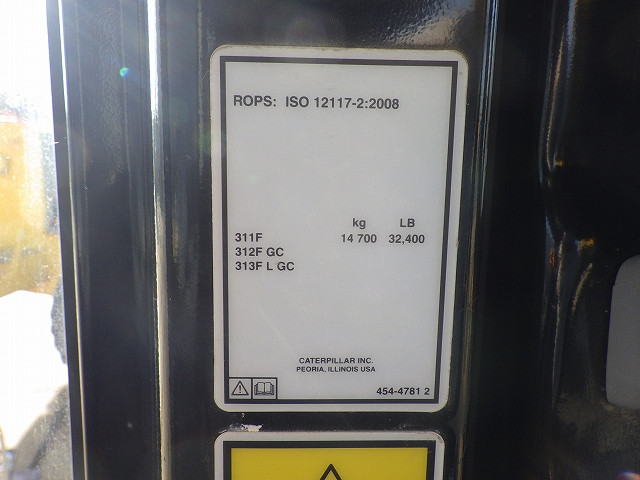 ROPS: ISO 12117-2:2008
kg LB
311F 14 700 32,400
312F GC
313F L GC
CATERPILLAR INC.
PEORIA, ILLINOIS USA
454-4781 2